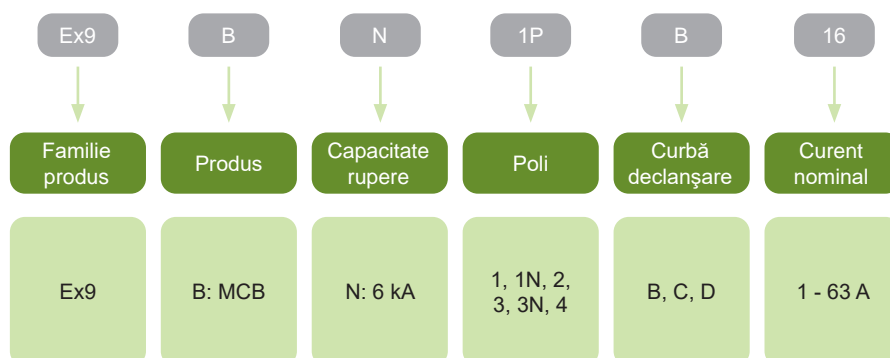 Ex9
B
N
1P
B
16
Familie
produs
Produs
Capacitate
rupere
Poli
Curbă
declanşare
Curent
nominal
Ex9
B: MCB
N: 6 kA
1, 1N, 2,
3, 3N, 4
B, C, D
1 - 63 A